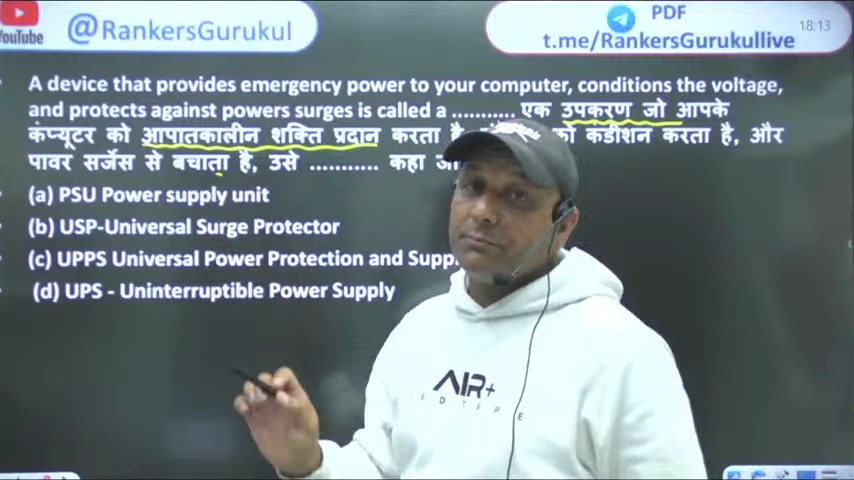 YouTube
@RankersGurukul
PDF
t.me/RankersGurukullive
18:13
A device that provides emergency power to your computer, conditions the voltage,
and protects against powers surges is called a ........... एक उपकरण जो आपके
कंप्यूटर को आपातकालीन शक्ति प्रदान करता है, को कंडीशन करता है, और
पावर सर्जेस से बचाता है, उसे ........... कहा
(a) PSU Power supply unit
(b) USP-Universal Surge Protector
(c) UPPS Universal Power Protection and
(d) UPS - Uninterruptible Power Supply
AIR+